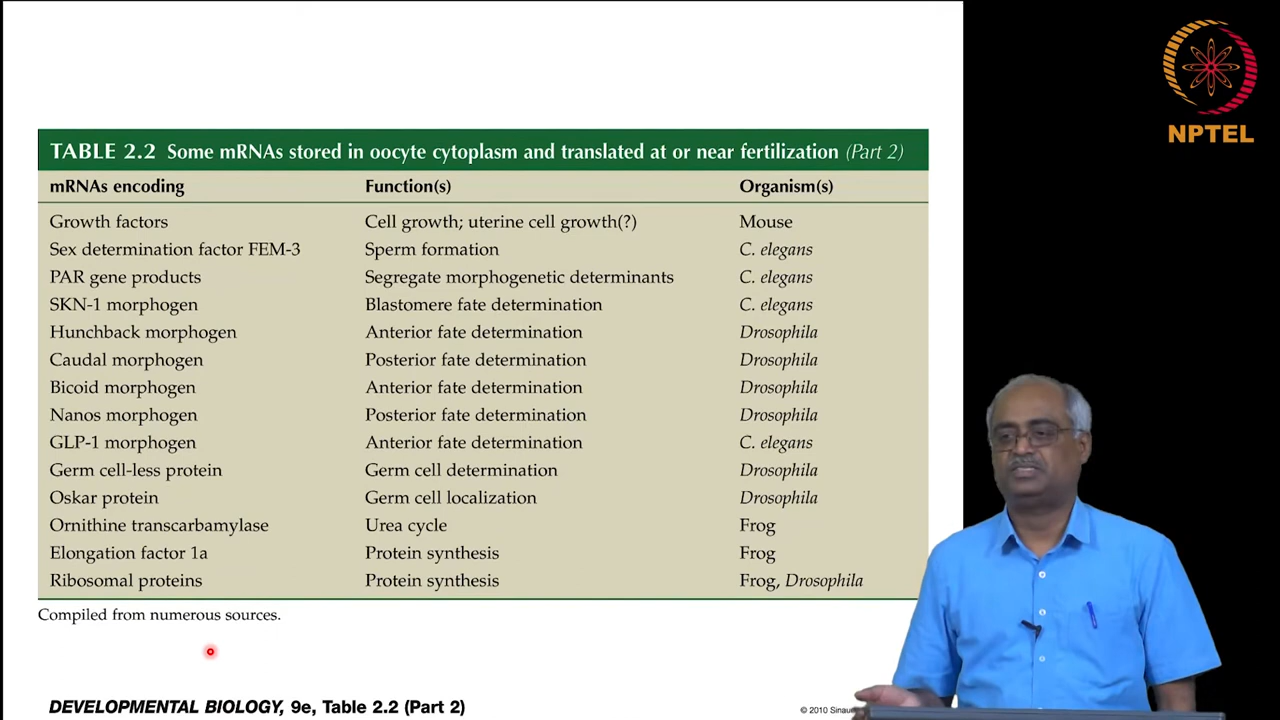 NPTEL
TABLE 2.2 Some mRNAs stored in oocyte cytoplasm and translated at or near fertilization (Part 2)
mRNAs encoding Function(s) Organism(s)
Growth factors Cell growth; uterine cell growth(?) Mouse
Sex determination factor FEM-3 Sperm formation C. elegans
PAR gene products Segregate morphogenetic determinants C. elegans
SKN-1 morphogen Blastomere fate determination C. elegans
Hunchback morphogen Anterior fate determination Drosophila
Caudal morphogen Posterior fate determination Drosophila
Bicoid morphogen Anterior fate determination Drosophila
Nanos morphogen Posterior fate determination Drosophila
GLP-1 morphogen Anterior fate determination C. elegans
Germ cell-less protein Germ cell determination Drosophila
Oskar protein Germ cell localization Drosophila
Ornithine transcarbamylase Urea cycle Frog
Elongation factor 1a Protein synthesis Frog
Ribosomal proteins Protein synthesis Frog, Drosophila
Compiled from numerous sources.
DEVELOPMENTAL BIOLOGY, 9e, Table 2.2 (Part 2)
© 2010